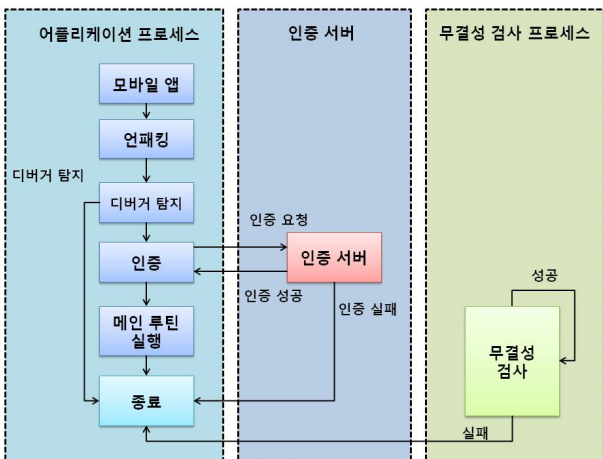 어플리케이션 프로세스
인증 서버
무결성 검사 프로세스
모바일 앱
언패킹
디버거 탐지
디버거 탐지
인증 요청
인증
인증 서버
인증 성공
인증 실패
성공
메인 루틴
실행
무결성
검사
종료
실패